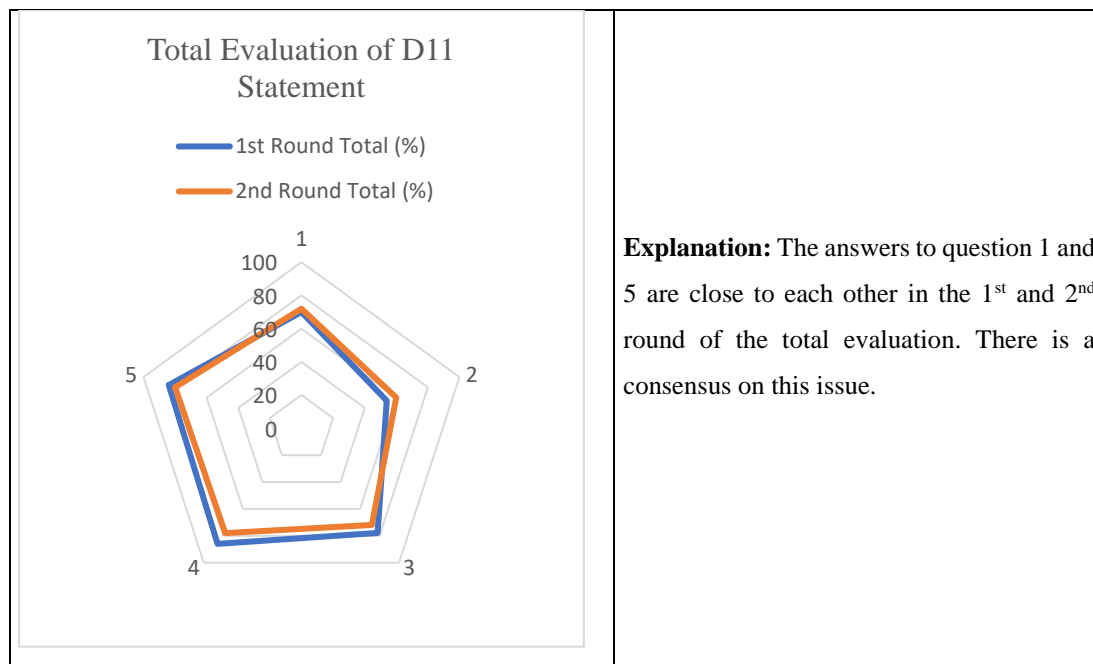 Total Evaluation of D11
Statement
1st Round Total (%)
2nd Round Total (%)
1
100
80
60
40
20
0
5
2
4
3
Explanation: The answers to question 1 and
5 are close to each other in the 1st and 2nd
round of the total evaluation. There is a
consensus on this issue.